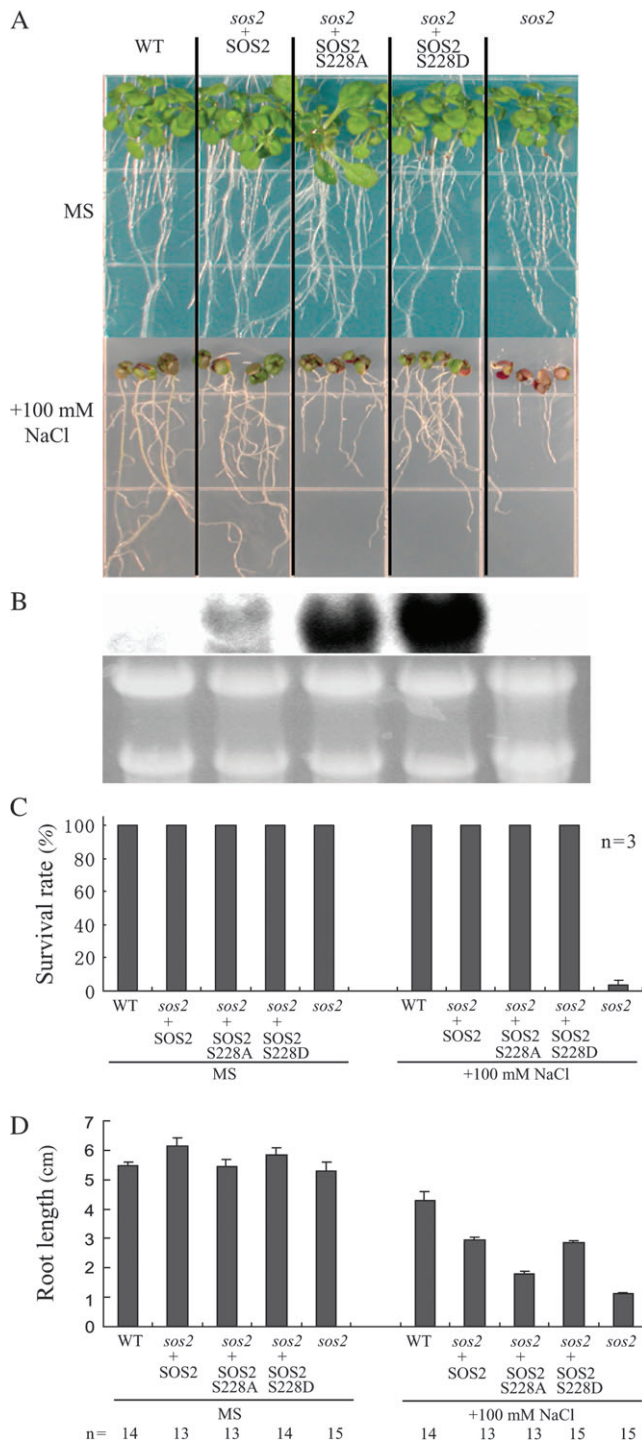 A
WT
sos2
+
SOS2
sos2
+
SOS2
S228A
sos2
+
SOS2
S228D
sos2
MS
+100 mM
NaCl
B
C
Survival rate (%)
100
80
60
40
20
0
n=3
WT
sos2
+
SOS2
sos2
+
SOS2
S228A
sos2
+
SOS2
S228D
sos2
MS
WT
sos2
+
SOS2
sos2
+
SOS2
S228A
sos2
+
SOS2
S228D
sos2
+100 mM NaCl
D
Root length (cm)
7
6
5
4
3
2
1
0
WT
sos2
+
SOS2
sos2
+
SOS2
S228A
sos2
+
SOS2
S228D
sos2
MS
WT
sos2
+
SOS2
sos2
+
SOS2
S228A
sos2
+
SOS2
S228D
sos2
+100 mM NaCl
n= 14 13 13 14 15 14 13 13 15 15